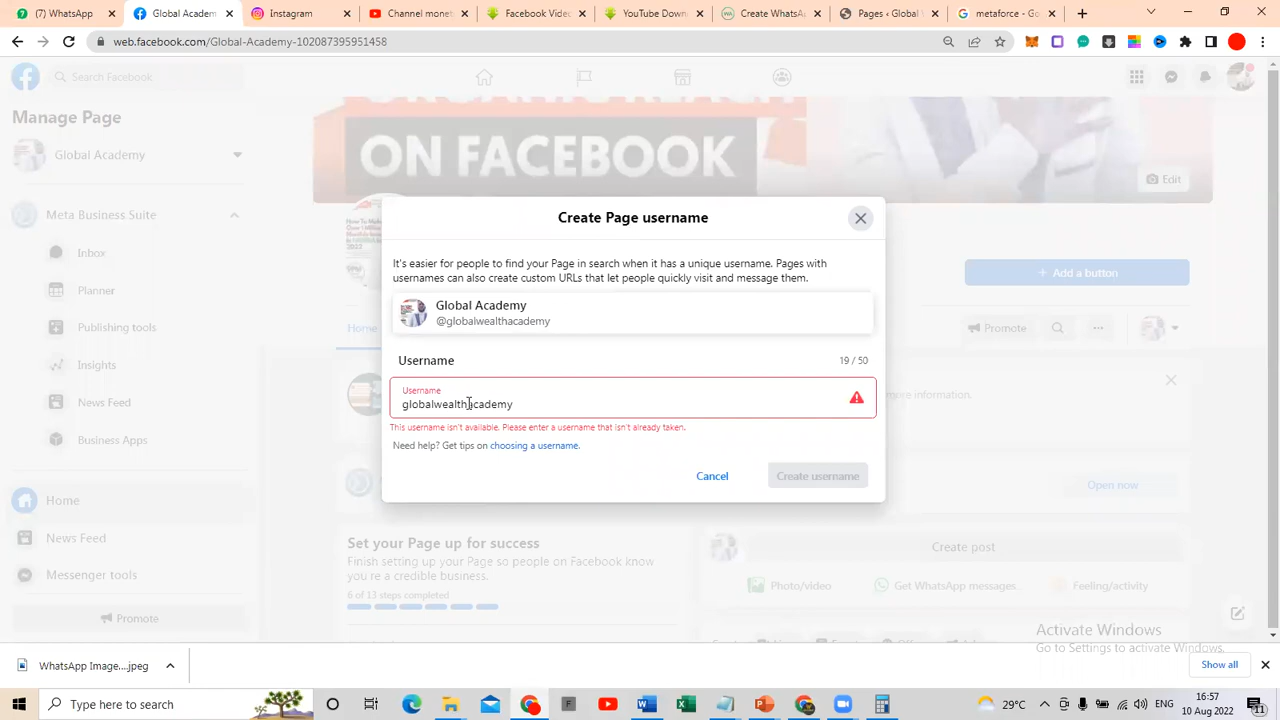 Global Academ
Instagram
Facebook Vide
YouTube Down
Create WhatsA
metaforce - Go
web.facebook.com/Global-Academy-102087395951458
Search Facebook
Manage Page
Global Academy
Meta Business Suite
Inbox
Planner
Publishing tools
Insights
News Feed
Business Apps
Home
News Feed
Messenger tools
Promote
ON FACEBOOK
Edit
Create Page username
It's easier for people to find your Page in search when it has a unique username. Pages with
usernames can also create custom URLs that let people quickly visit and message them.
Global Academy
@globalwealthacademy
Username
19 / 50
Username
globalwealthacademy
This username isn't available. Please enter a username that isn't already taken.
Need help? Get tips on choosing a username.
Cancel
Create username
+ Add a button
Home
Promote
more information.
Open now
Set your Page up for success
Finish setting up your Page so people on Facebook know
you're a credible business.
6 of 13 steps completed
Create post
Photo/video
Get WhatsApp messages
Feeling/activity
Activate Windows
Go to Settings to activate Windows.
WhatsApp Image....jpeg
Show all
Type here to search
29°C
ENG
16:57
10 Aug 2022